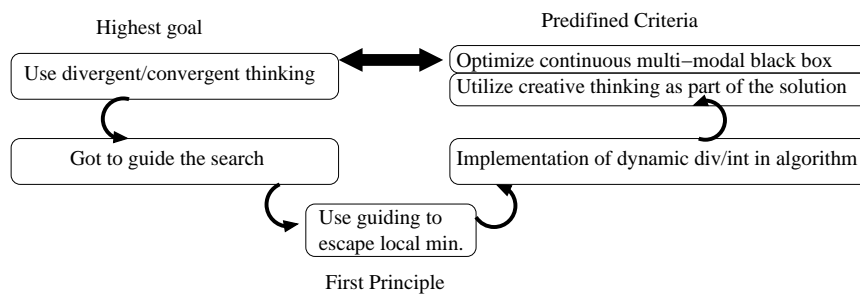 Highest goal
Predifined Criteria
Use divergent/convergent thinking
Optimize continuous multi−modal black box
Utilize creative thinking as part of the solution
Got to guide the search
Implementation of dynamic div/int in algorithm
Use guiding to
escape local min.
First Principle